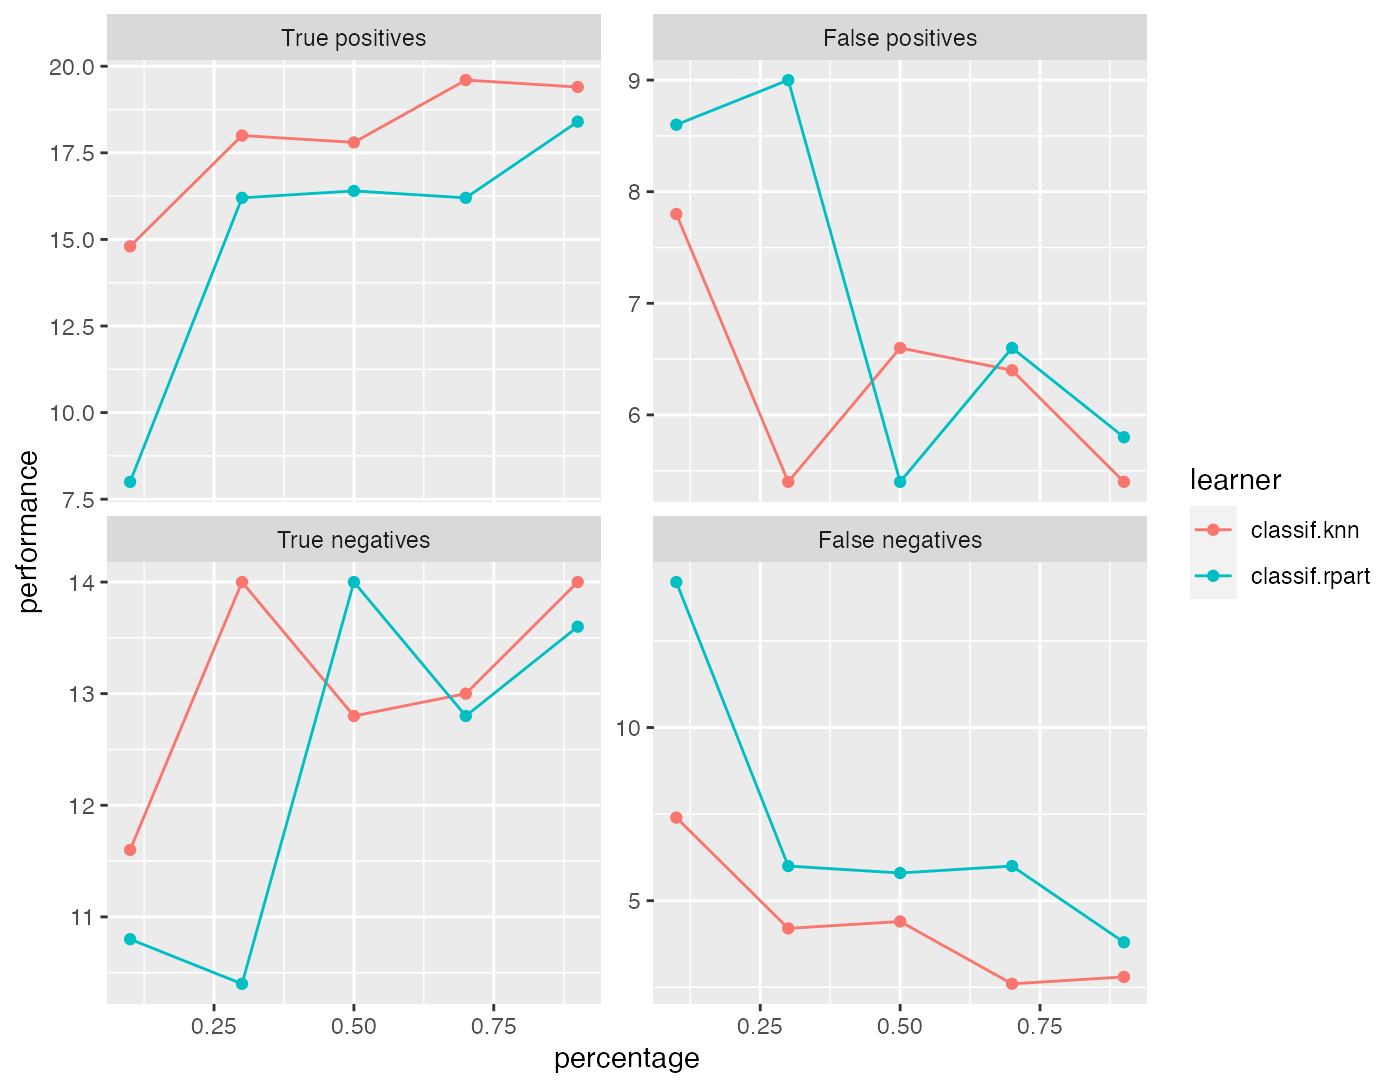 True positives
False positives
20.0
17.5
15.0
12.5
10.0
7.5
9
8
7
6
True negatives
False negatives
14
13
12
11
10
5
0.25 0.50 0.75
0.25 0.50 0.75
percentage
performance
learner
classif.knn
classif.rpart